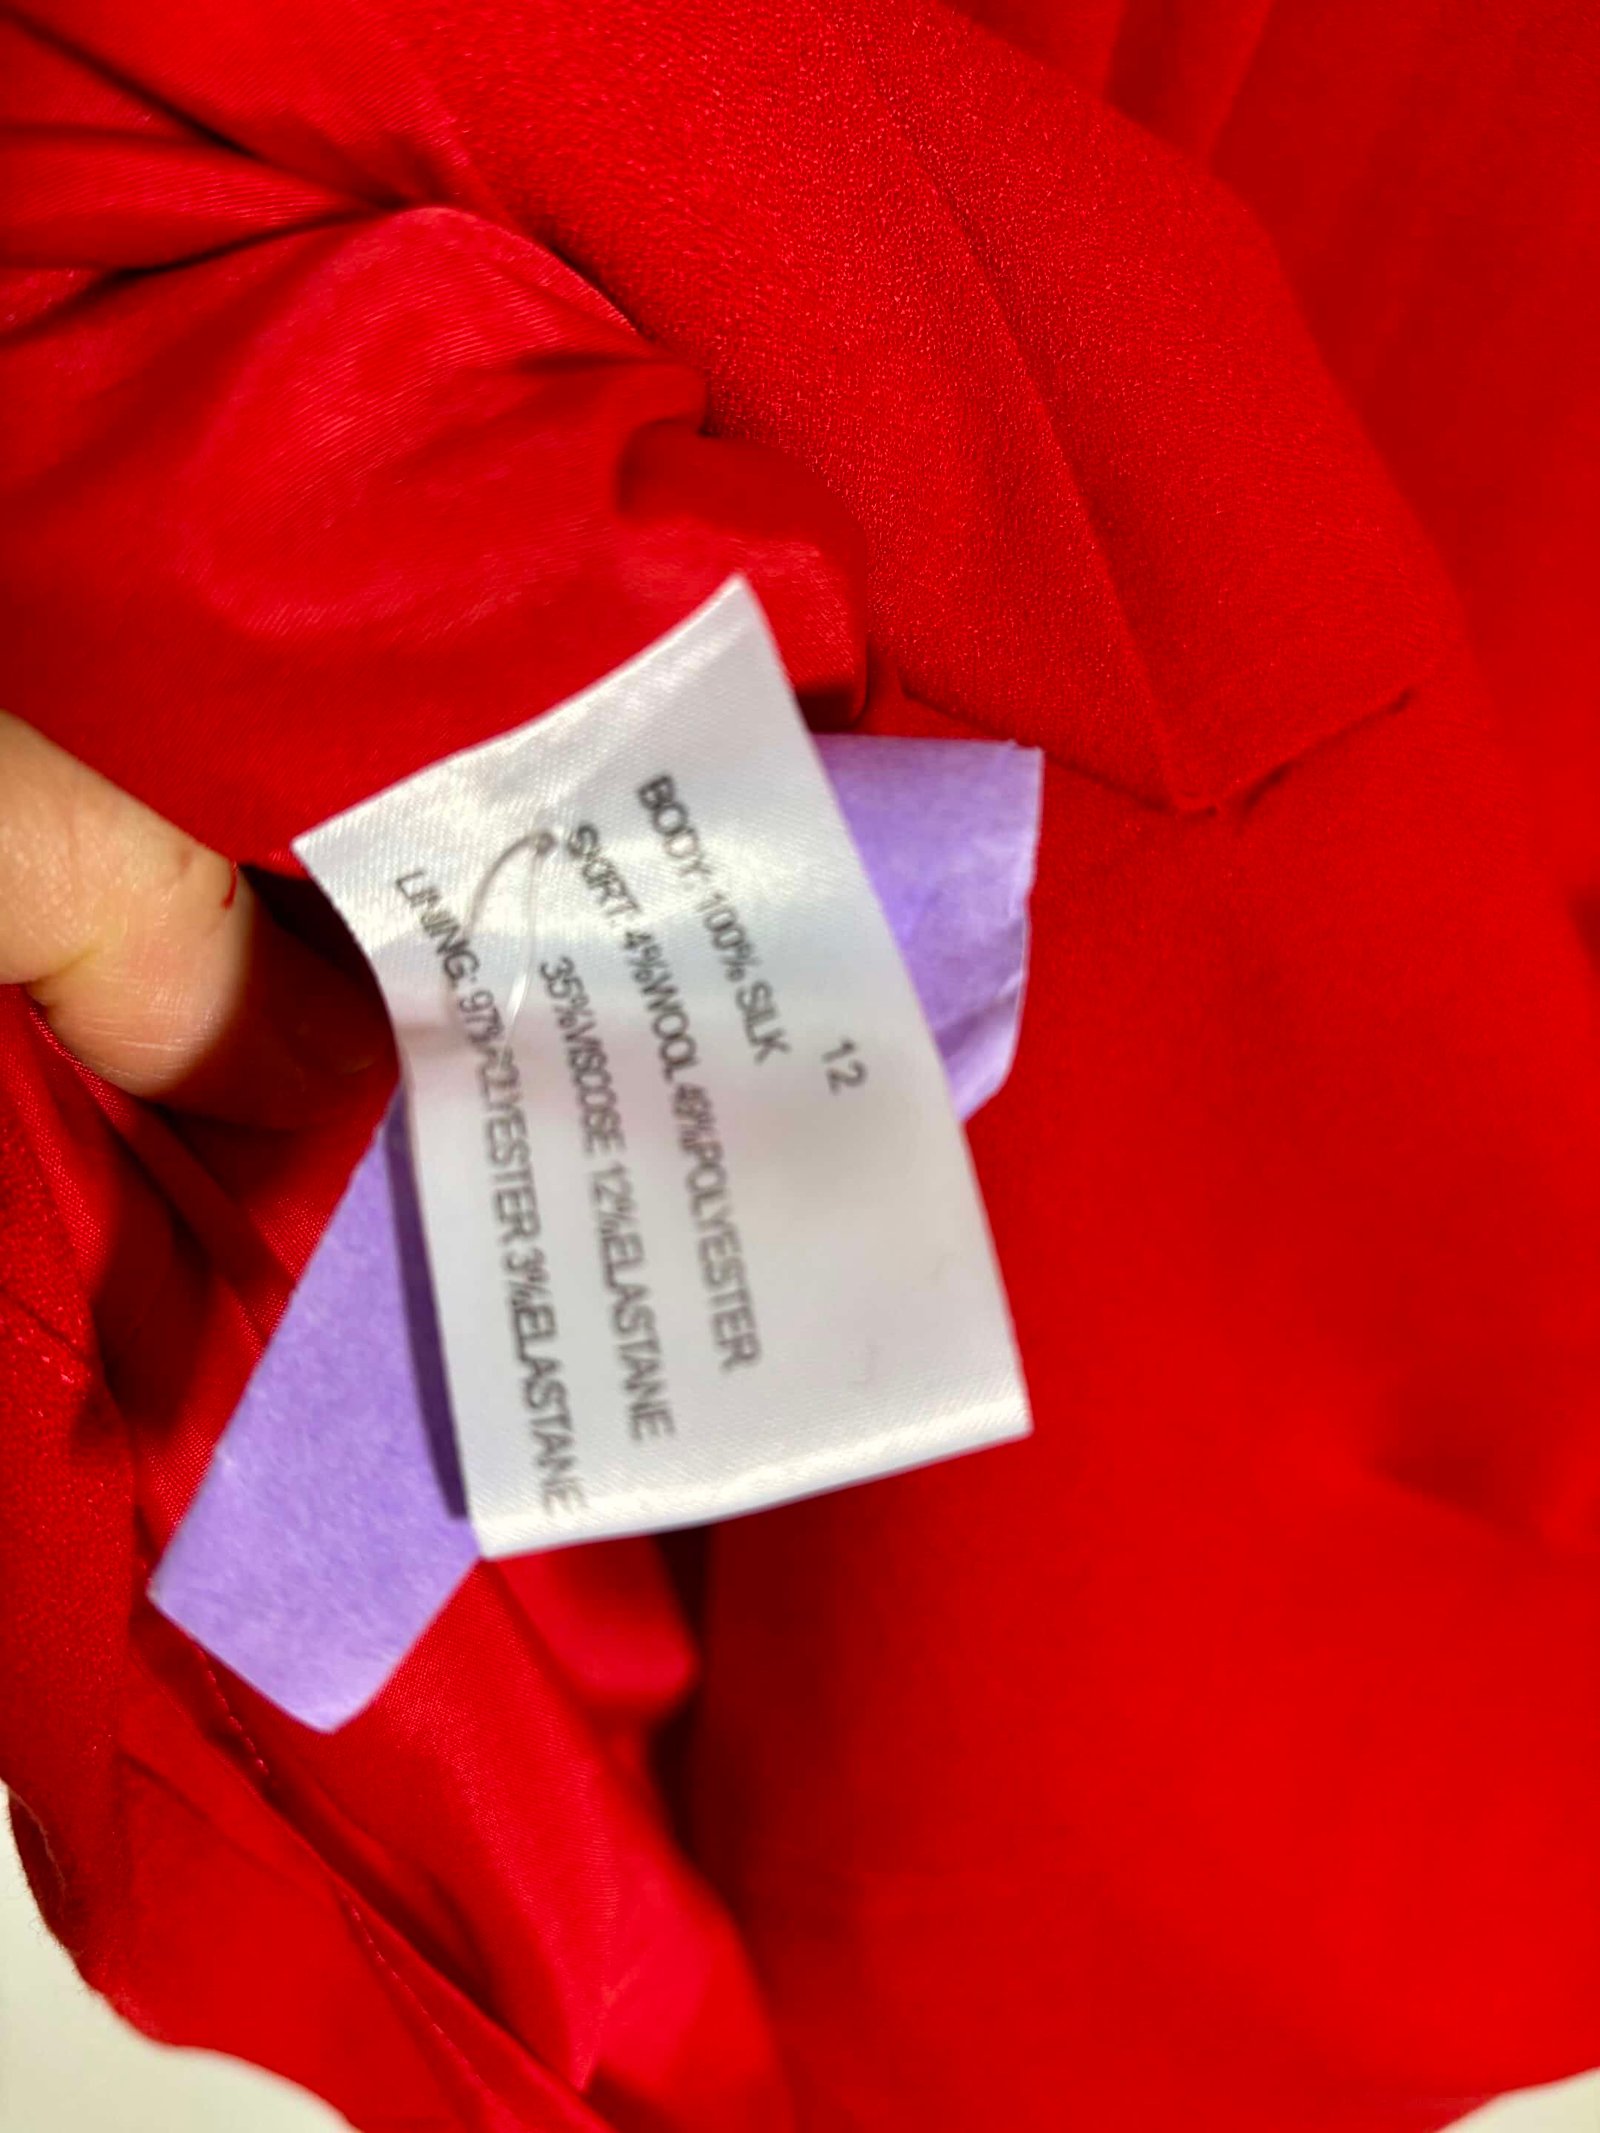 12
BODY: 100% SILK
SKIRT: 4%WOOL 49%POLYESTER
35%VISCOSE 12%ELASTANE
LINING: 97%POLYESTER 3%ELASTANE